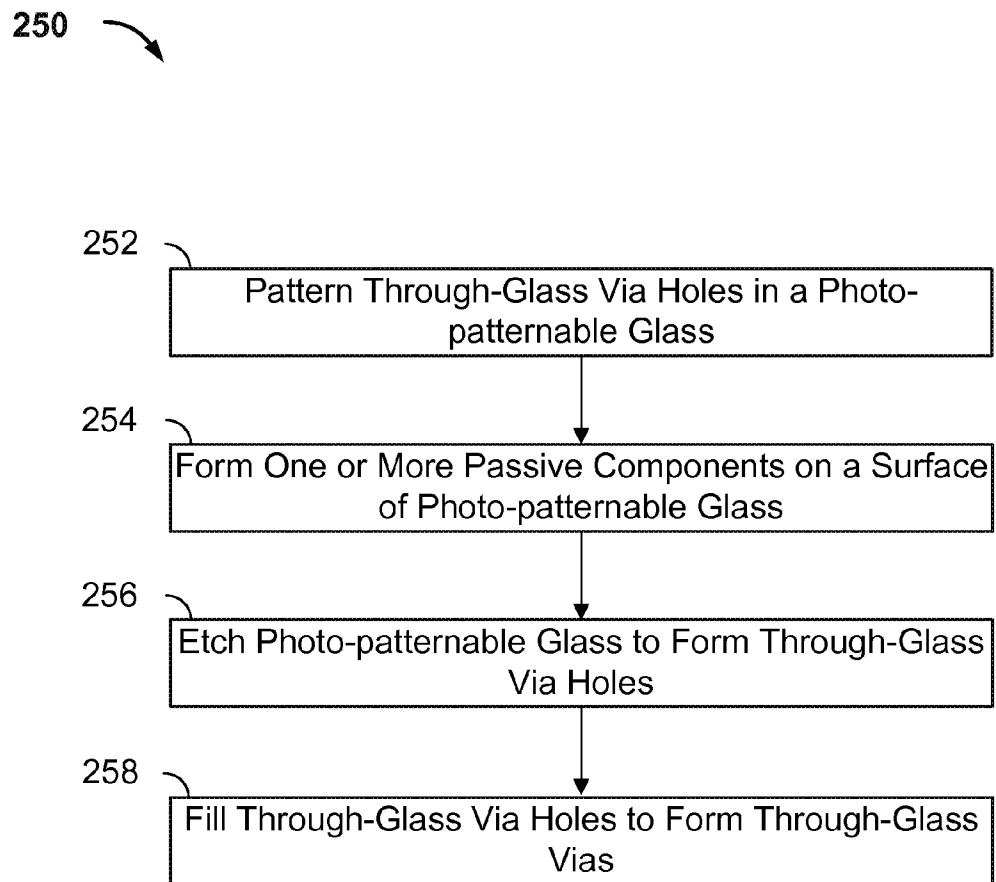 250
252
Pattern Through-Glass Via Holes in a Photo-
patternable Glass
254
Form One or More Passive Components on a Surface
of Photo-patternable Glass
256
Etch Photo-patternable Glass to Form Through-Glass
Via Holes
258
Fill Through-Glass Via Holes to Form Through-Glass
Vias